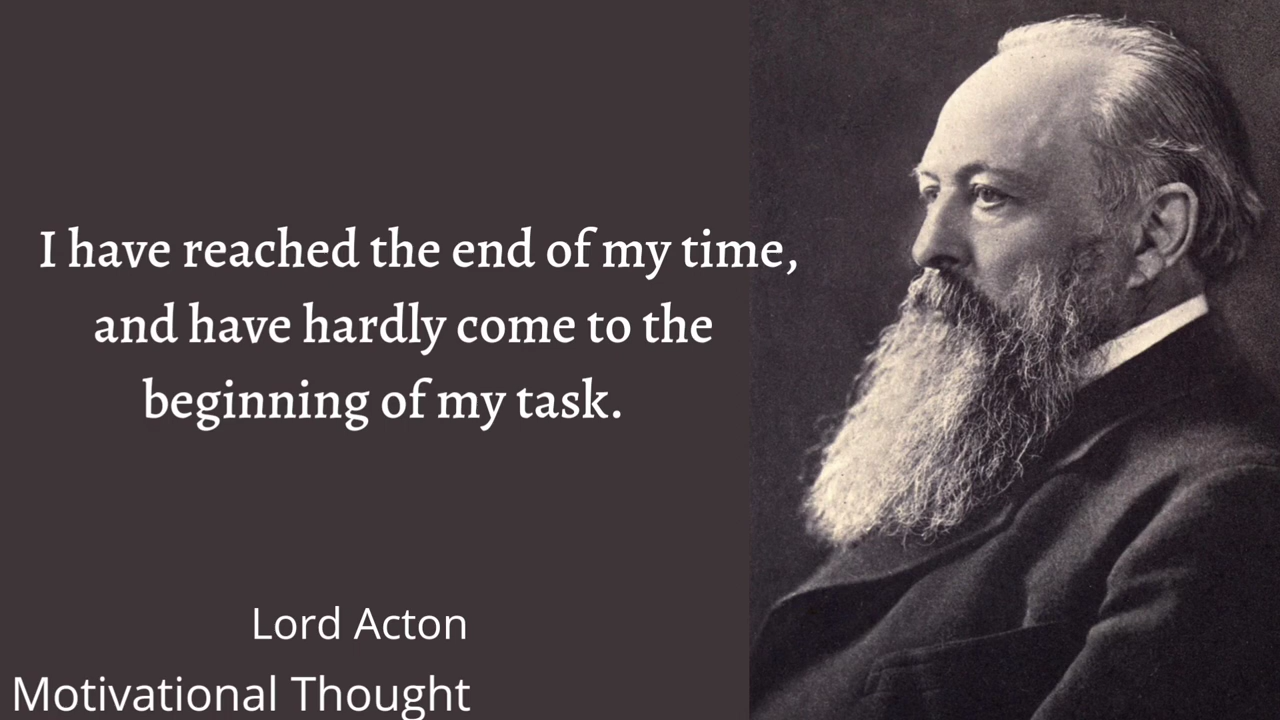 I have reached the end of my time,
and have hardly come to the
beginning of my task.
Lord Acton
Motivational Thought